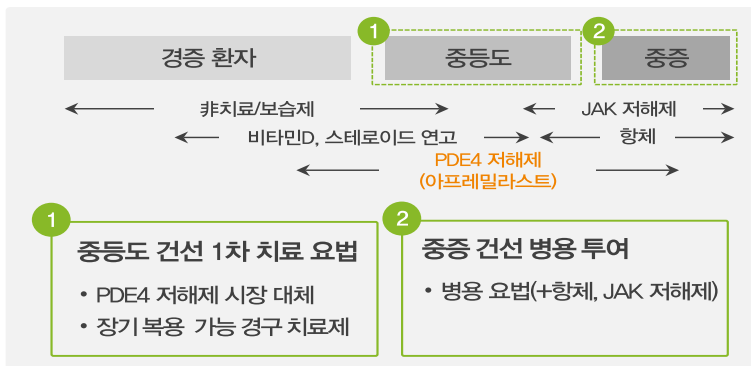 1
2
경증 환자
중등도
중증
非치료/보습제
JAK 저해제
비타민D, 스테로이드 연고
항체
PDE4 저해제
(아프레밀라스트)
1
중등도 건선 1차 치료 요법
• PDE4 저해제 시장 대체
• 장기 복용 가능 경구 치료제
2
중증 건선 병용 투여
• 병용 요법(+항체, JAK 저해제)